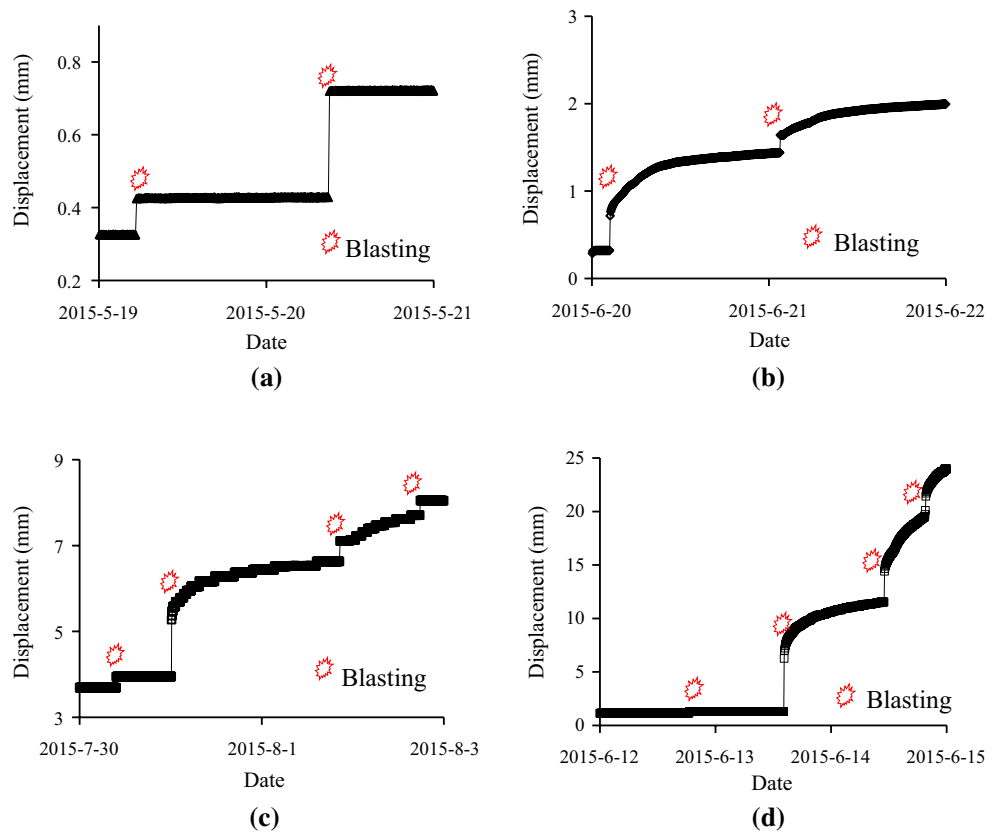 (a)
Displacement (mm)
0.8
0.6
0.4
0.2
Blasting
2015-5-19
2015-5-20
2015-5-21
Date
(a)
(b)
Displacement (mm)
3
2
1
0
Blasting
2015-6-20
2015-6-21
2015-6-22
Date
(b)
(c)
Displacement (mm)
9
7
5
3
Blasting
2015-7-30
2015-8-1
2015-8-3
Date
(c)
(d)
Displacement (mm)
25
20
15
10
5
0
Blasting
2015-6-12
2015-6-13
2015-6-14
2015-6-15
Date
(d)